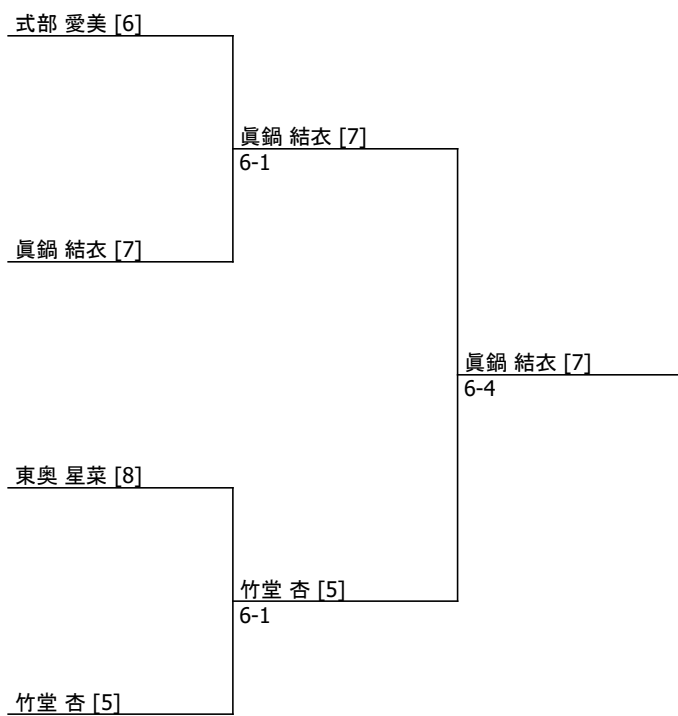 式部 愛美 [6]
眞鍋 結衣 [7]
6-1
眞鍋 結衣 [7]
眞鍋 結衣 [7]
6-4
東奥 星菜 [8]
竹堂 杏 [5]
6-1
竹堂 杏 [5]